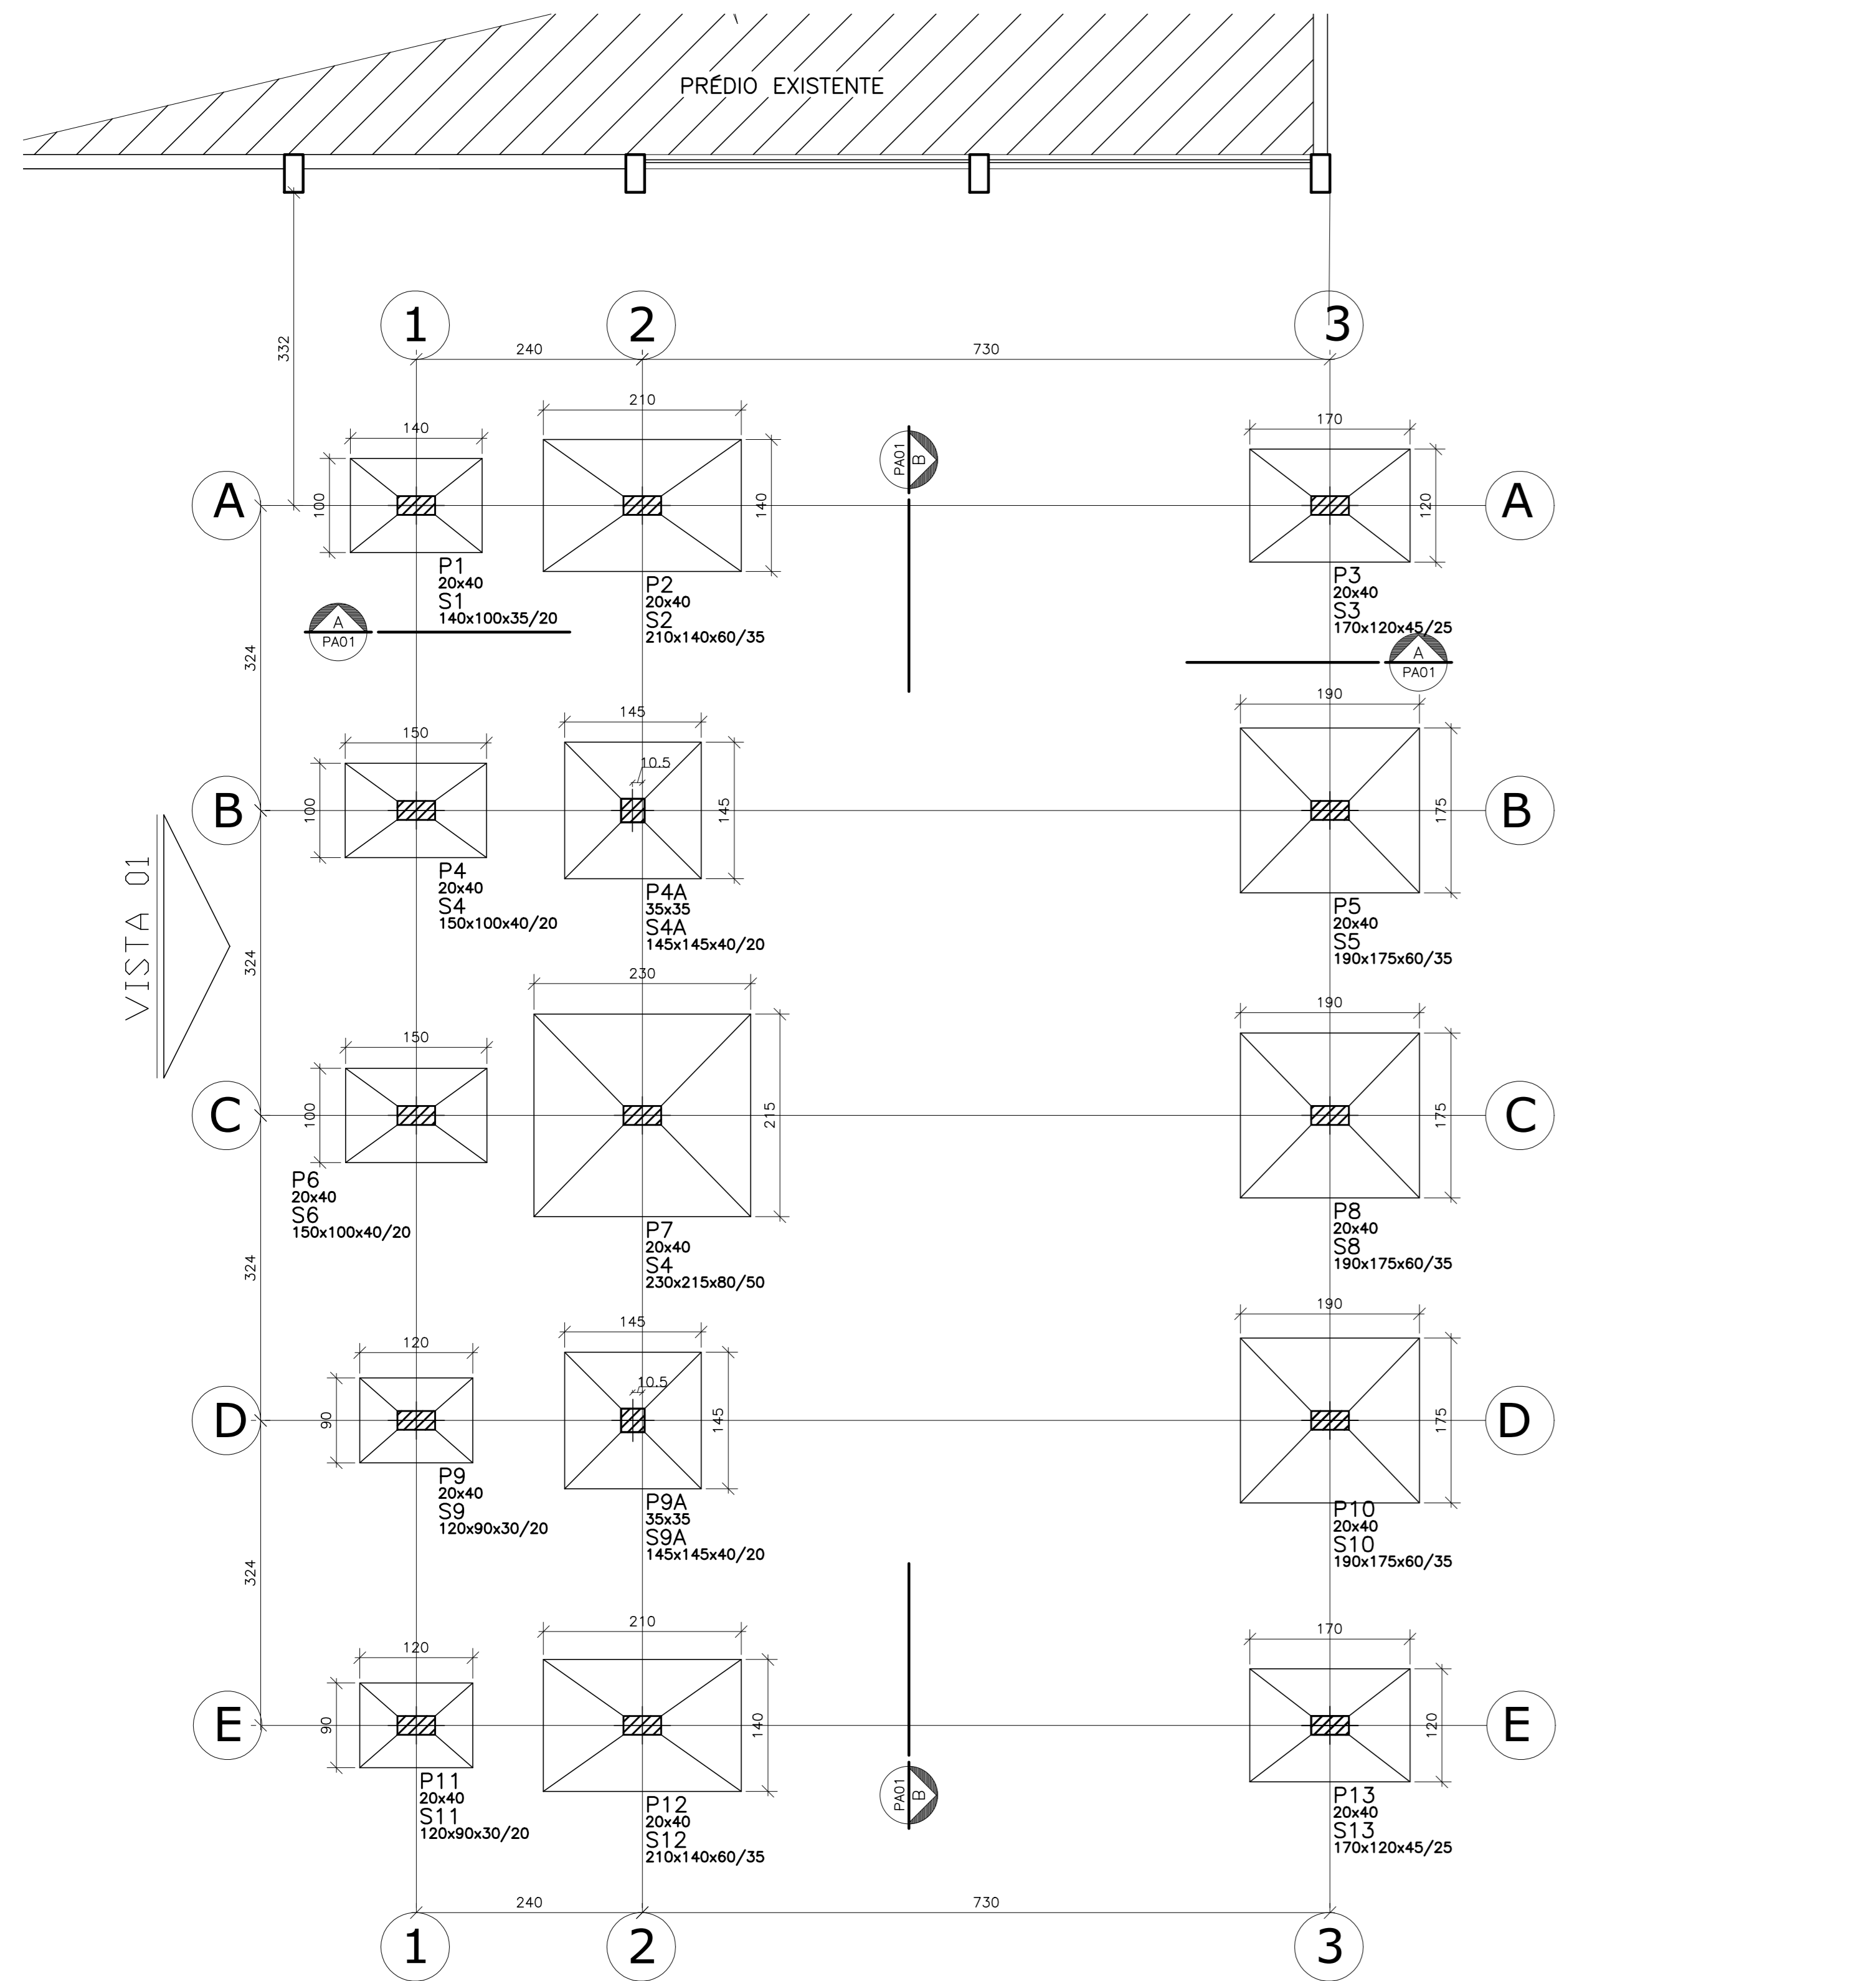 PRÉDIO EXISTENTE
332
1
2
3
240
730
A
140
100
P1
20x40
S1
140x100x35/20
210
140
P2
20x40
S2
210x140x60/35
PA01
B
170
120
P3
20x40
S3
170x120x45/25
A
A
PA01
A
PA01
324
B
150
100
P4
20x40
S4
150x100x40/20
145
10.5
145
P4A
35x35
S4A
145x145x40/20
190
175
P5
20x40
S5
190x175x60/35
B
VISTA 01
324
C
150
100
P6
20x40
S6
150x100x40/20
230
215
P7
20x40
S4
230x215x80/50
190
175
P8
20x40
S8
190x175x60/35
C
324
D
120
90
P9
20x40
S9
120x90x30/20
145
10.5
145
P9A
35x35
S9A
145x145x40/20
190
175
P10
20x40
S10
190x175x60/35
D
324
E
120
90
P11
20x40
S11
120x90x30/20
210
140
P12
20x40
S12
210x140x60/35
PA01
B
170
120
P13
20x40
S13
170x120x45/25
E
240
730
1
2
3